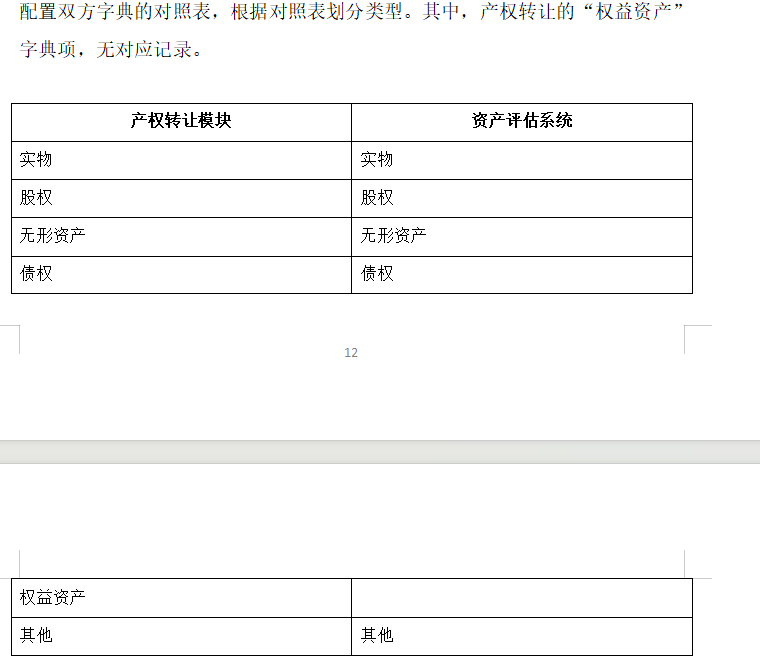 配置双方字典的对照表，根据对照表划分类型。其中，产权转让的“权益资产”
字典项，无对应记录。
产权转让模块 资产评估系统
实物 实物
股权 股权
无形资产 无形资产
债权 债权
12
权益资产
其他 其他